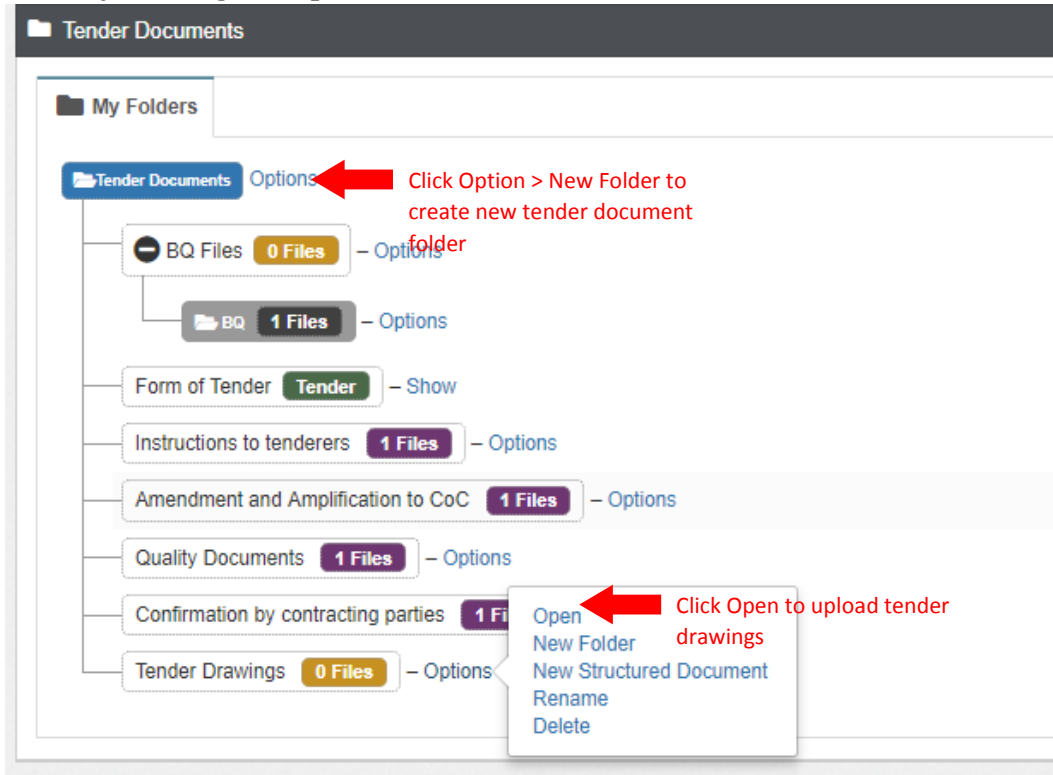 Tender Documents
My Folders
Tender Documents Options
Click Option > New Folder to
create new tender document
folder
BQ Files 0 Files – Options
BQ 1 Files – Options
Form of Tender Tender – Show
Instructions to tenderers 1 Files – Options
Amendment and Amplification to CoC 1 Files – Options
Quality Documents 1 Files – Options
Confirmation by contracting parties 1 Fi
Tender Drawings 0 Files – Options
Open
New Folder
New Structured Document
Rename
Delete
Click Open to upload tender
drawings